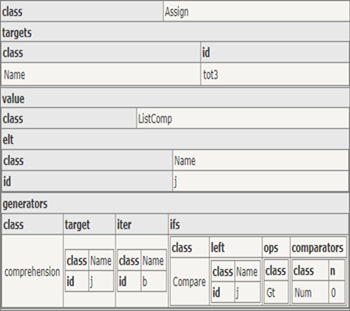 class Assign
targets
class id
Name tot3
value
class ListComp
elt
class Name
id j
generators
class target iter ifs
comprehension
class Name
id j
class Name
id b
class left ops comparators
Compare
class Name
id j
class
Gt
class n
Num 0